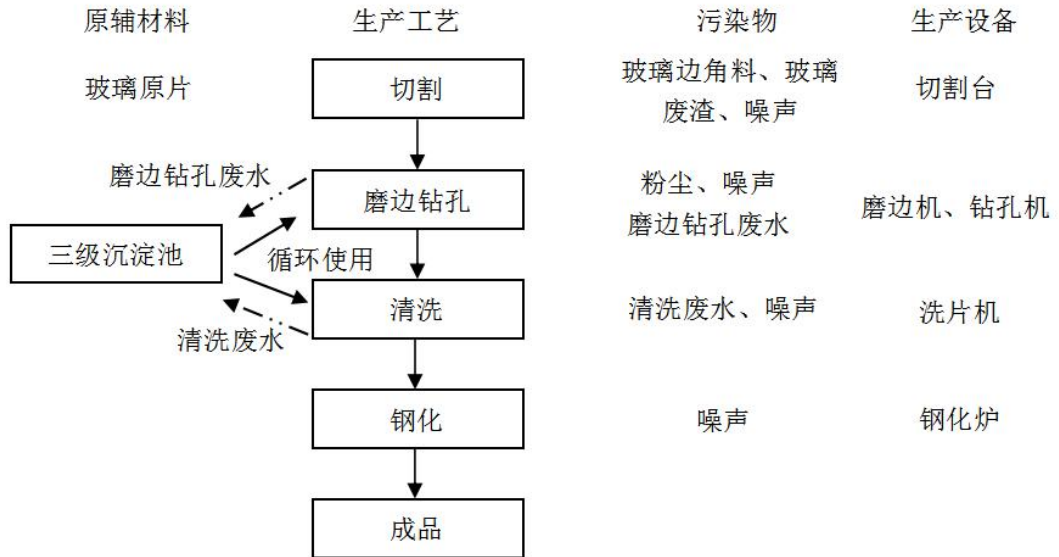 原辅材料 生产工艺 污染物 生产设备
玻璃原片 切割 玻璃边角料、玻璃 切割台
废渣、噪声
磨边钻孔废水 粉尘、噪声
磨边钻孔 磨边钻孔废水 磨边机、钻孔机
三级沉淀池 循环使用
清洗 清洗废水、噪声 洗片机
清洗废水
钢化 噪声 钢化炉
成品